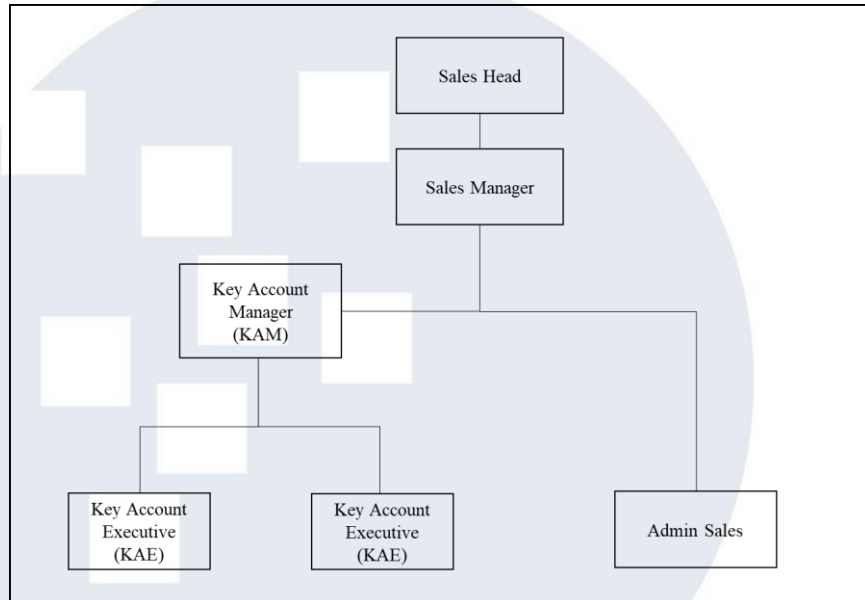 Sales Head
Sales Manager
Key Account
Manager
(KAM)
Key Account
Executive
(KAE)
Key Account
Executive
(KAE)
Admin Sales